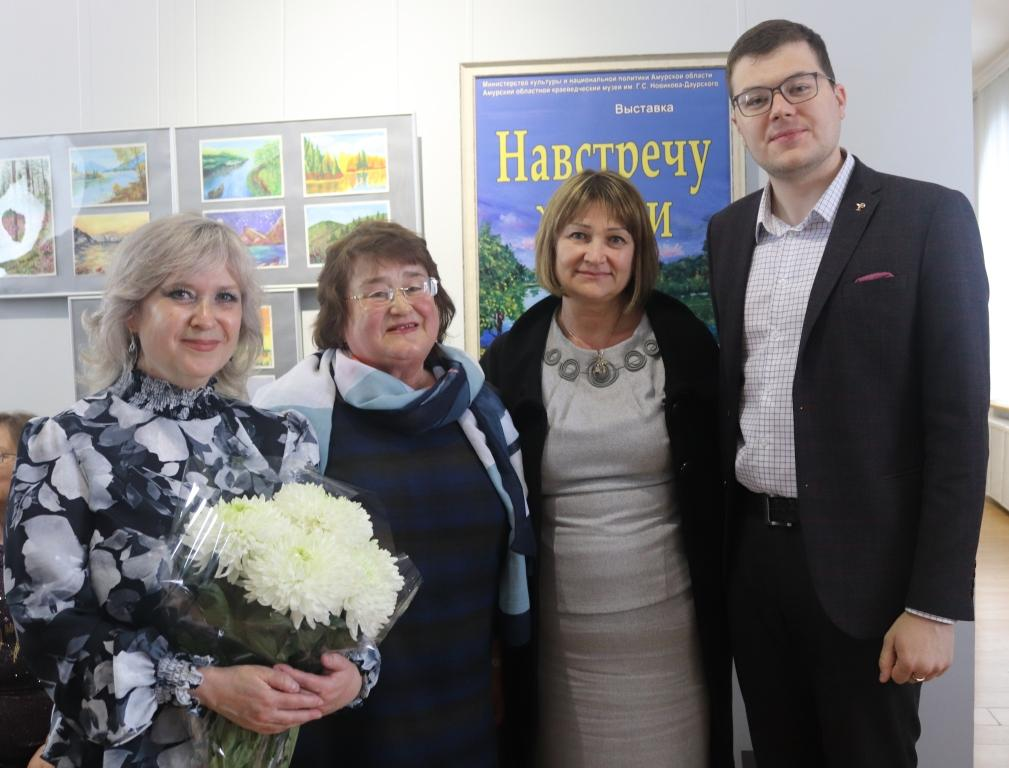 Министерство культуры и национальной политики Амурской области
Амурский областной краеведческий музей им. Г.С. Новикова-Даурского
Выставка
Навстречу